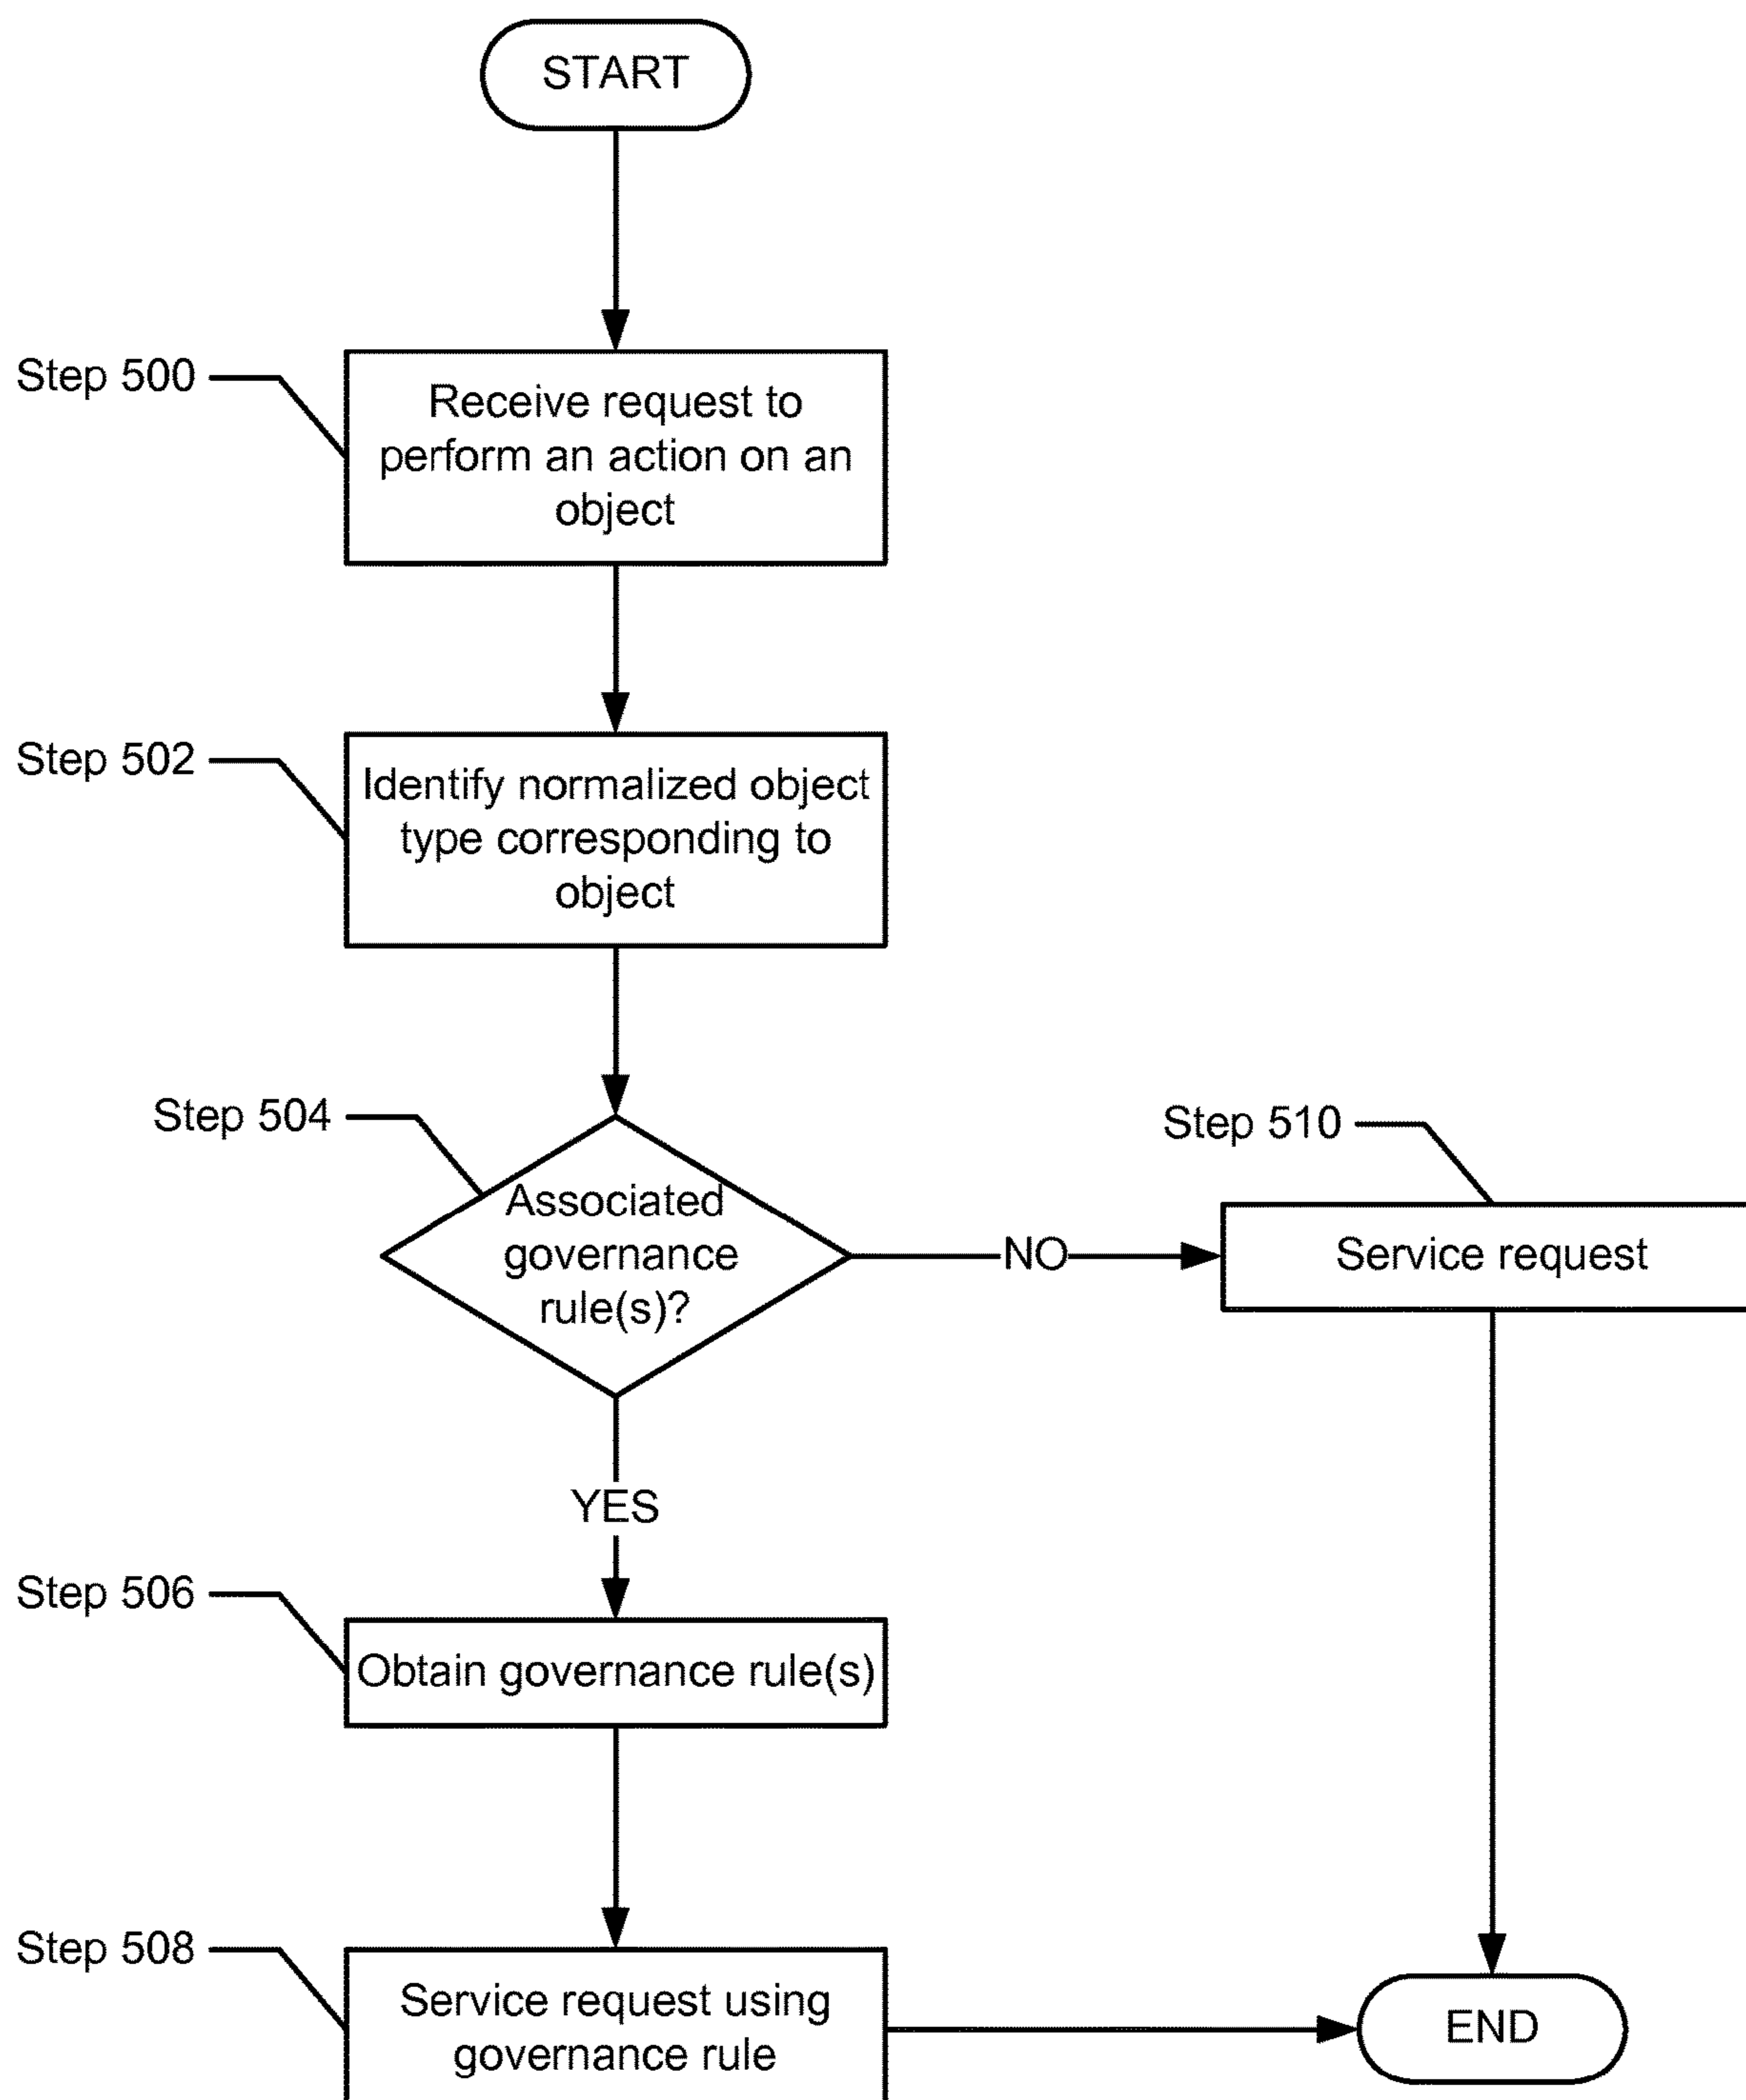 START
Step 500
Receive request to
perform an action on an
object
Step 502
Identify normalized object
type corresponding to
object
Step 504
Associated
governance
rule(s)?
NO
Step 510
Service request
YES
Step 506
Obtain governance rule(s)
Step 508
Service request using
governance rule
END